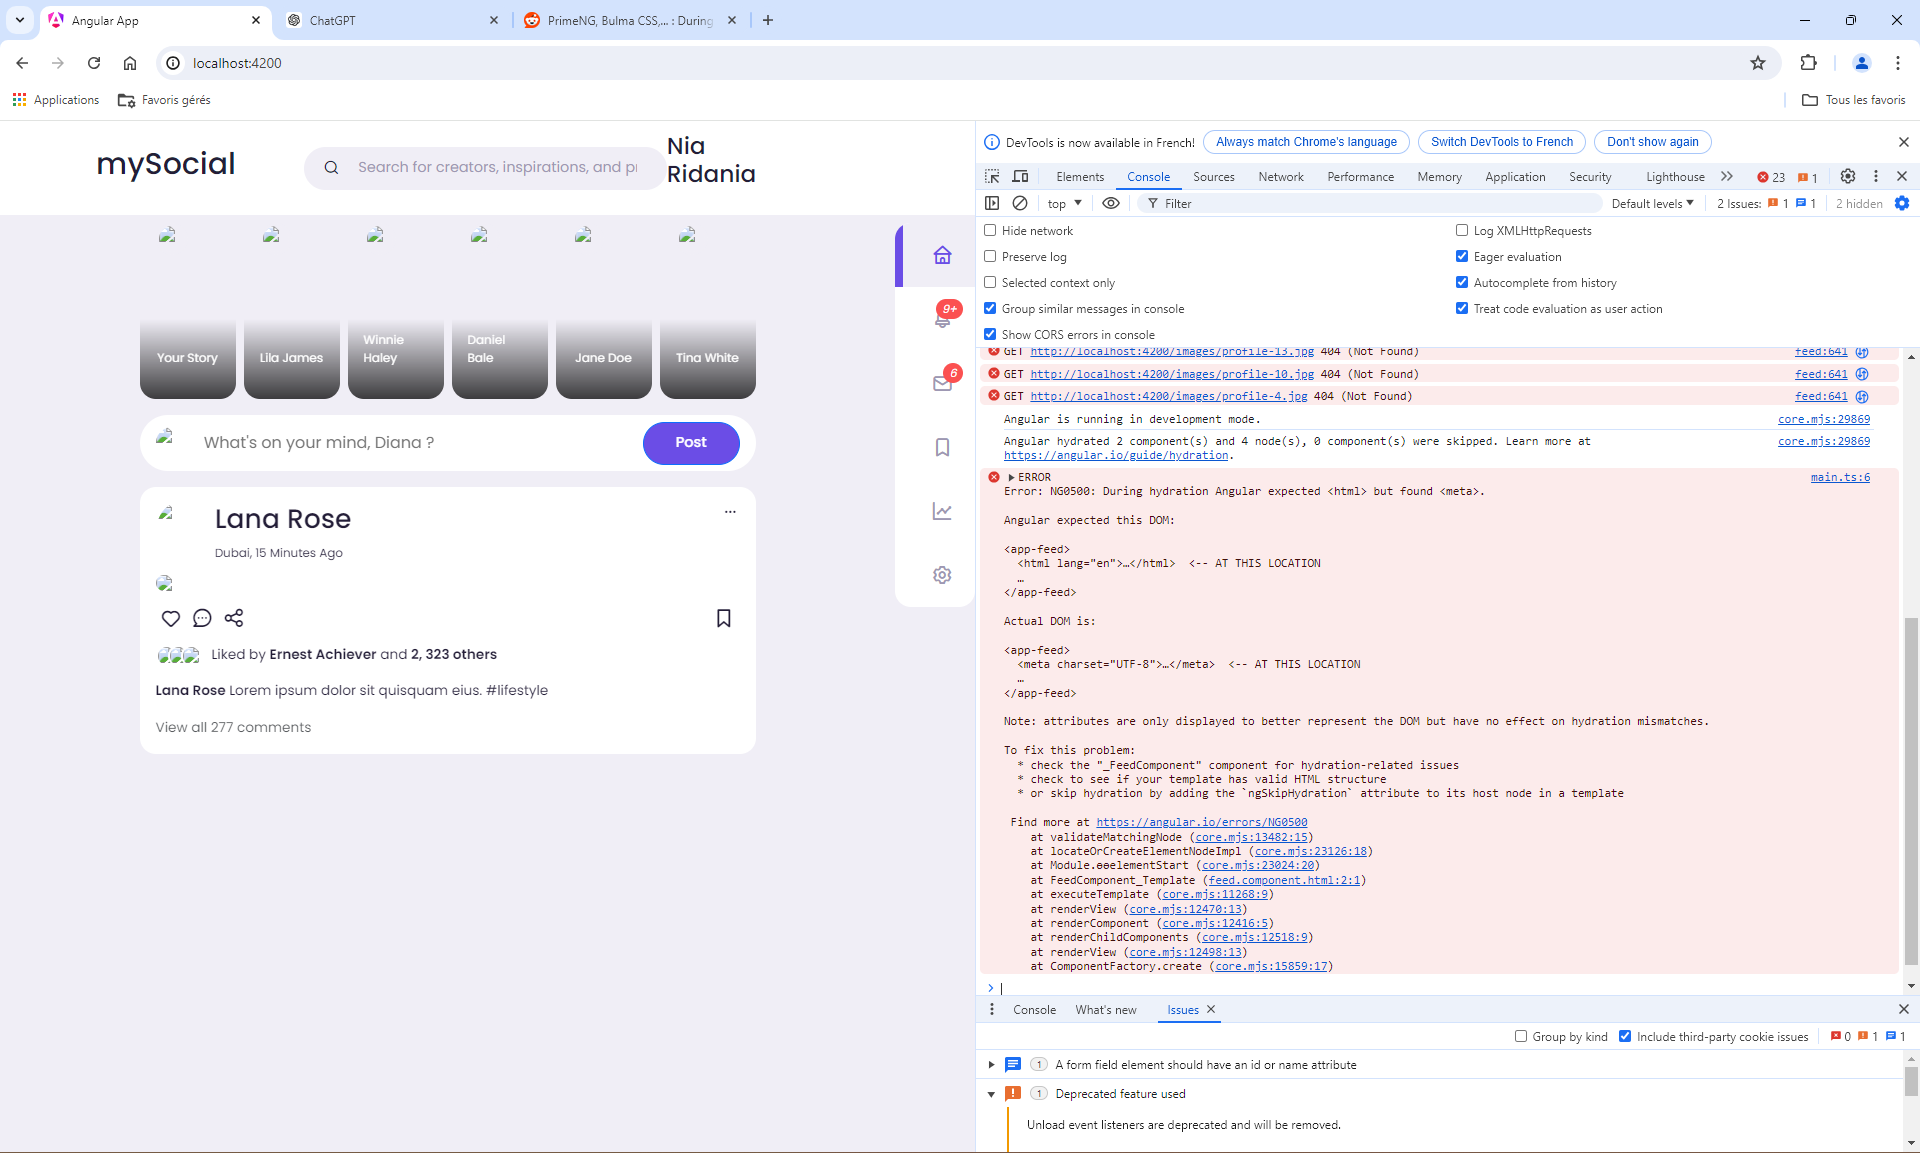 Angular App
ChatGPT
PrimeNG, Bulma CSS,... : During
localhost:4200
Applications
Favoris gérés
Tous les favoris
mySocial
Search for creators, inspirations, and pr
Nia
Ridania
Your Story
Lila James
Winnie
Haley
Daniel
Bale
Jane Doe
Tina White
What's on your mind, Diana ?
Post
Lana Rose
Dubai, 15 Minutes Ago
...
Liked by Ernest Achiever and 2, 323 others
Lana Rose Lorem ipsum dolor sit quisquam eius. #lifestyle
View all 277 comments
9+
6
DevTools is now available in French!
Always match Chrome's language
Switch DevTools to French
Don't show again
Elements
Console
Sources
Network
Performance
Memory
Application
Security
Lighthouse
23
1
top
Filter
Default levels
2 Issues:
1
1
2 hidden
Hide network
Log XMLHttpRequests
Preserve log
Eager evaluation
Selected context only
Autocomplete from history
Group similar messages in console
Treat code evaluation as user action
Show CORS errors in console
GET http://localhost:4200/images/profile-13.jpg 404 (Not Found)
feed:641
GET http://localhost:4200/images/profile-10.jpg 404 (Not Found)
feed:641
GET http://localhost:4200/images/profile-4.jpg 404 (Not Found)
feed:641
Angular is running in development mode.
core.mjs:29869
Angular hydrated 2 component(s) and 4 node(s), 0 component(s) were skipped. Learn more at
core.mjs:29869
https://angular.io/guide/hydration.
ERROR
main.ts:6
Error: NG0500: During hydration Angular expected <html> but found <meta>.
Angular expected this DOM:
<app-feed>
<html lang="en">…</html> <-- AT THIS LOCATION
…
</app-feed>
Actual DOM is:
<app-feed>
<meta charset="UTF-8">…</meta> <-- AT THIS LOCATION
…
</app-feed>
Note: attributes are only displayed to better represent the DOM but have no effect on hydration mismatches.
To fix this problem:
* check the "_FeedComponent" component for hydration-related issues
* check to see if your template has valid HTML structure
* or skip hydration by adding the `ngSkipHydration` attribute to its host node in a template
Find more at https://angular.io/errors/NG0500
at validateMatchingNode (core.mjs:13482:15)
at locateOrCreateElementNodeImpl (core.mjs:23126:18)
at Module.ɵɵelementStart (core.mjs:23024:20)
at FeedComponent_Template (feed.component.html:2:1)
at executeTemplate (core.mjs:11268:9)
at renderView (core.mjs:12470:13)
at renderComponent (core.mjs:12416:5)
at renderChildComponents (core.mjs:12518:9)
at renderView (core.mjs:12498:13)
at ComponentFactory.create (core.mjs:15859:17)
Console
What's new
Issues
Group by kind
Include third-party cookie issues
0
1
1
1
A form field element should have an id or name attribute
1
Deprecated feature used
Unload event listeners are deprecated and will be removed.